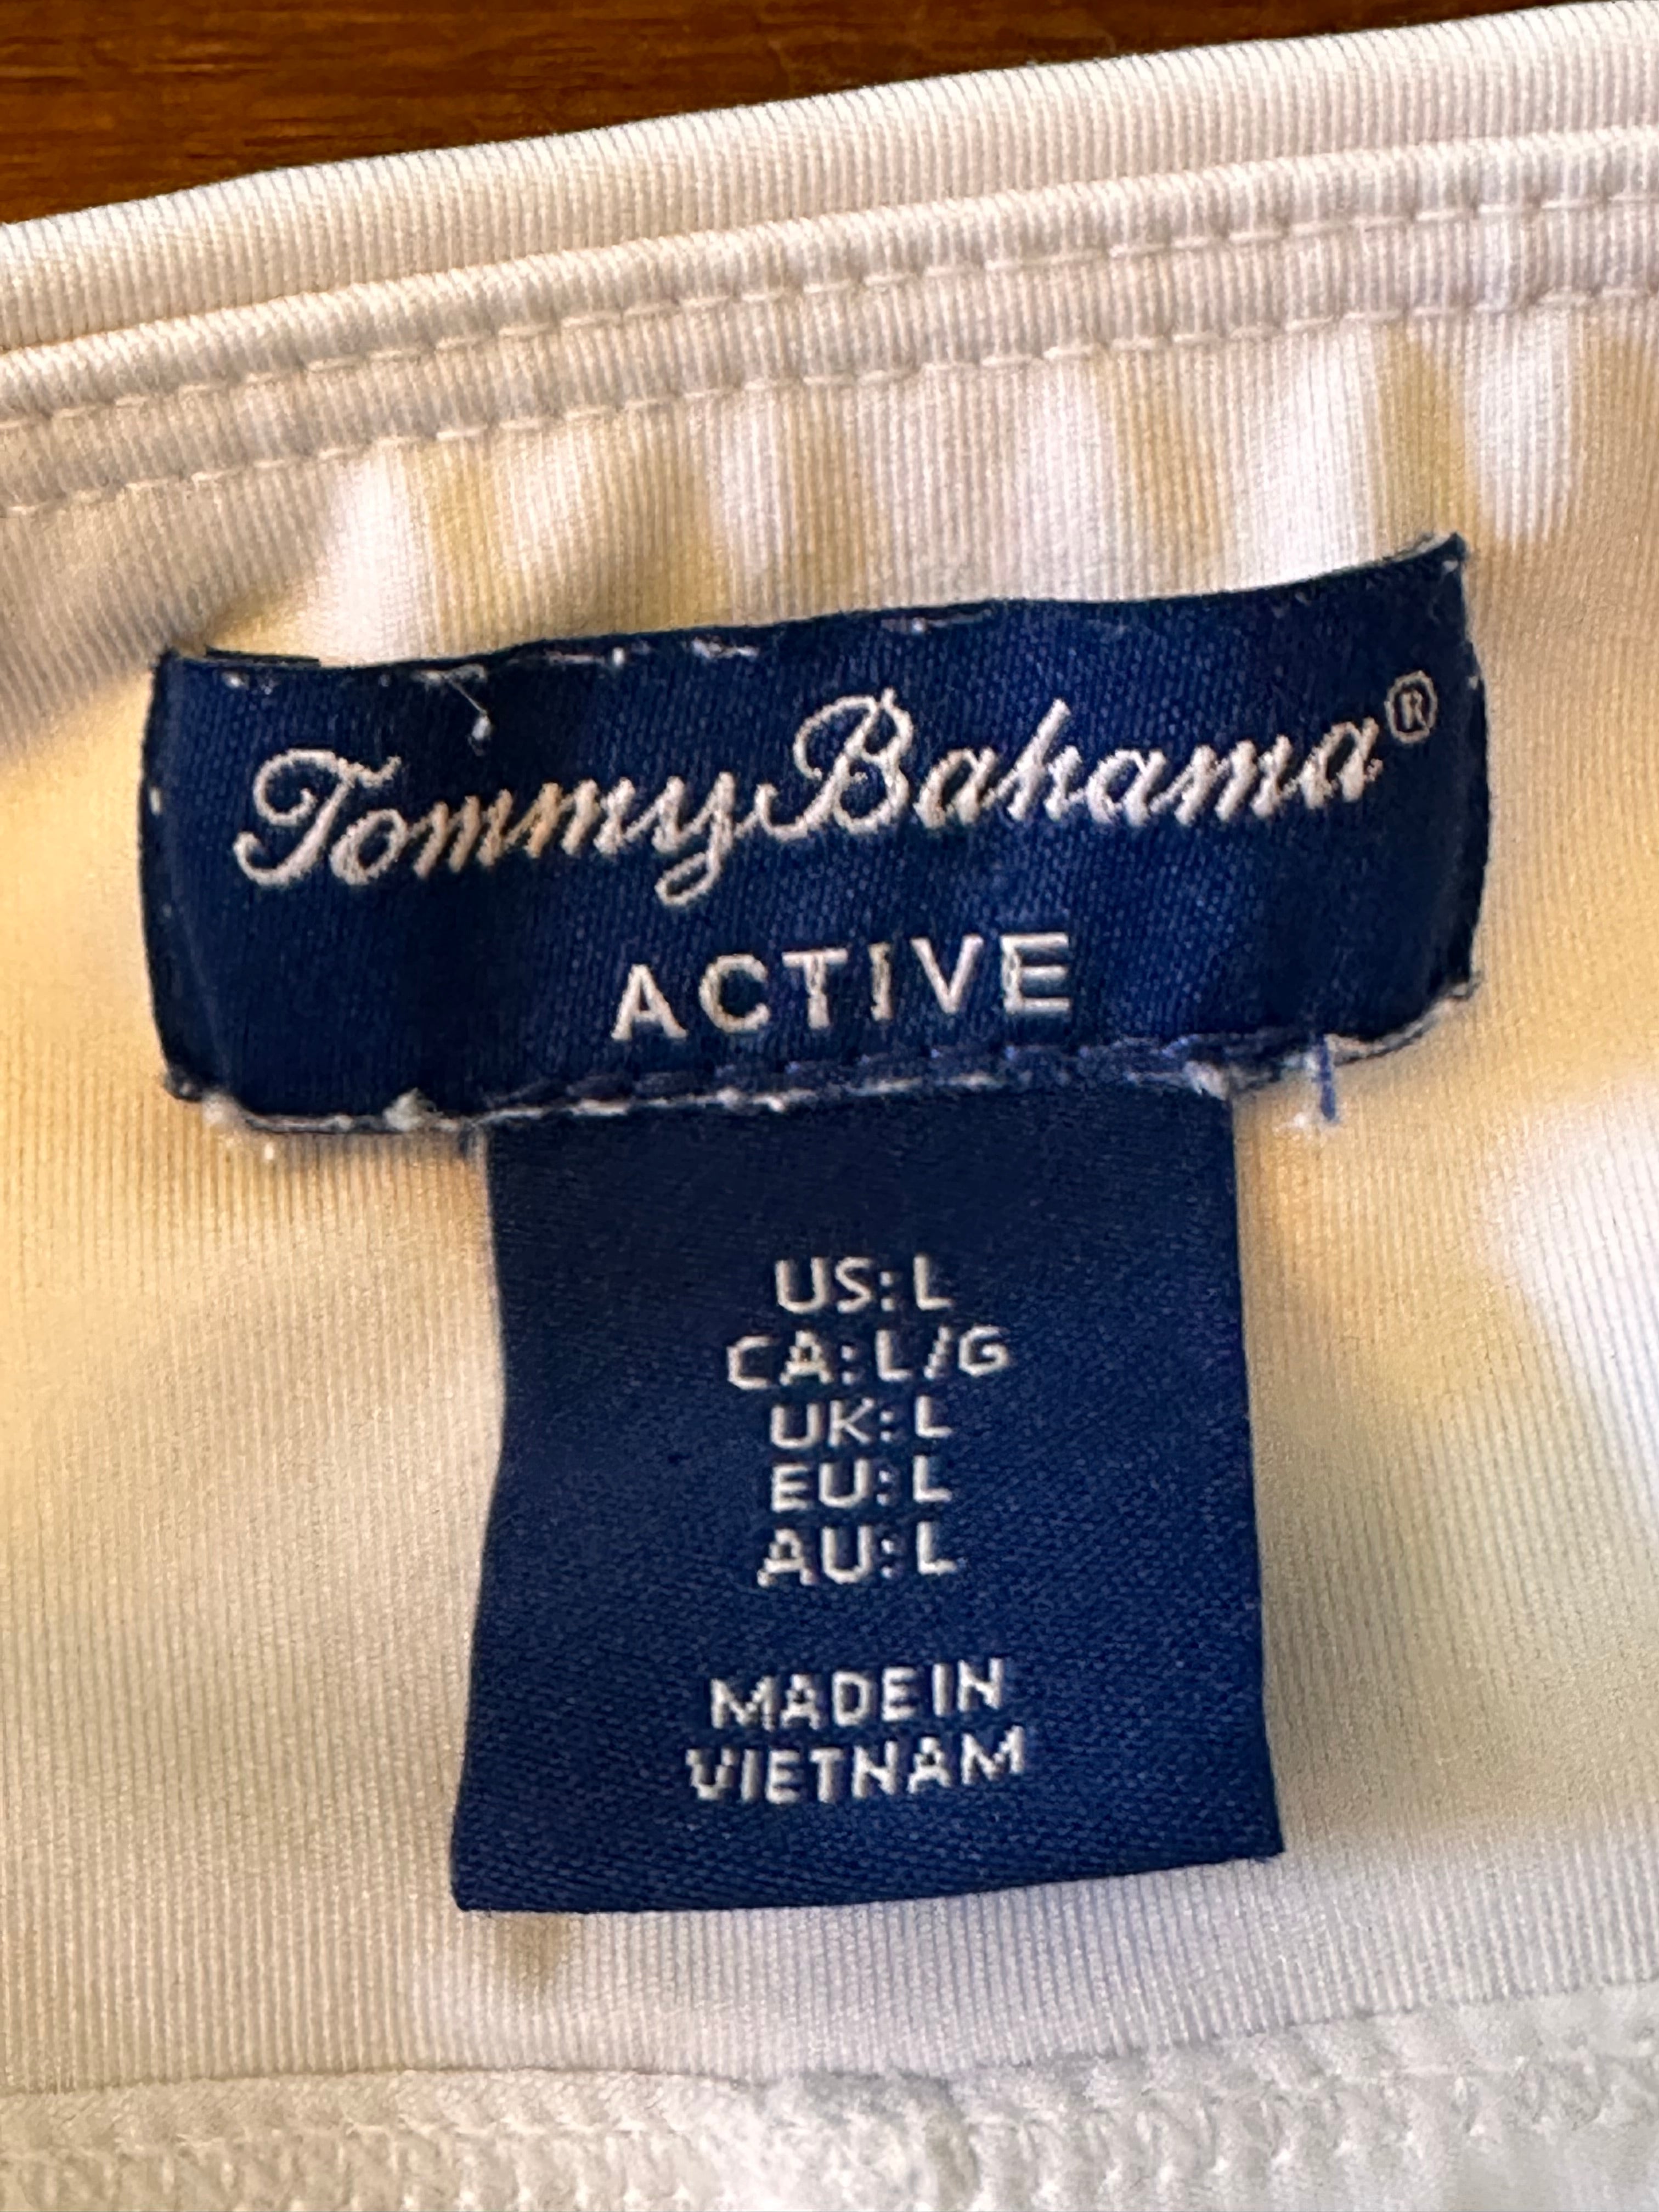 Tommy Bahama®
ACTIVE
US: L
CA: L/G
UK: L
EU: L
AU: L
MADE IN
VIETNAM